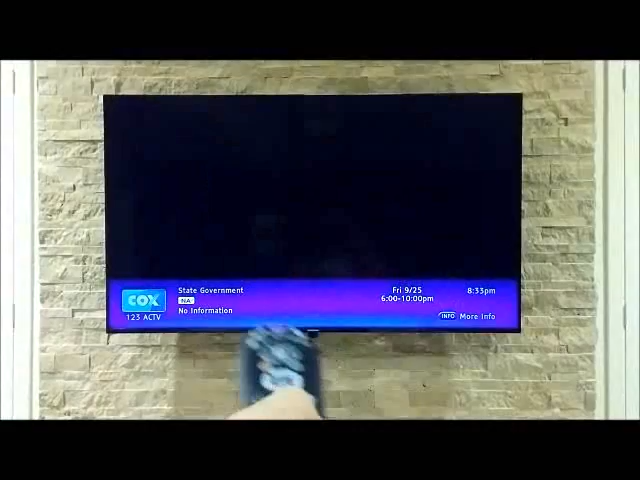 State Government
Fri 9/25
8:33pm
COX
NA
6:00-10:00pm
123 ACTV
No Information
INFO More Info